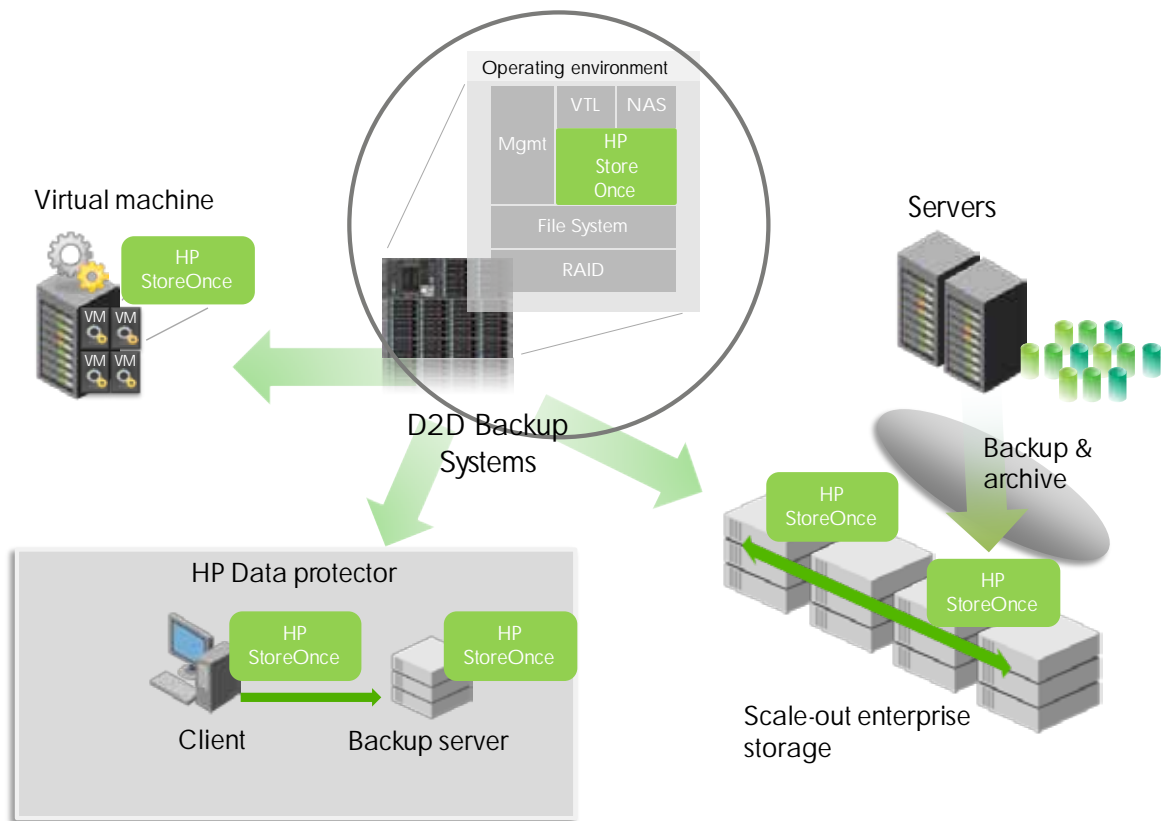 Operating environment
VTL
NAS
Mgmt
HP
Store
Once
File System
RAID
Virtual machine
HP
StoreOnce
VM
VM
VM
VM
Servers
D2D Backup
Systems
Backup &
archive
HP
StoreOnce
HP
StoreOnce
Scale-out enterprise
storage
HP Data protector
HP
StoreOnce
HP
StoreOnce
Client
Backup server